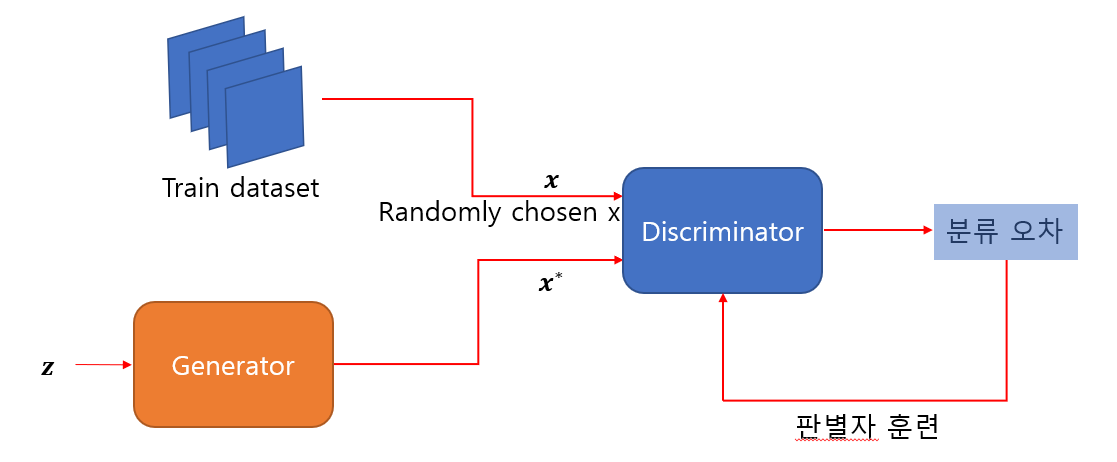 Train dataset
x
Randomly chosen x
Discriminator
분류 오차
x*
z
Generator
판별자 훈련